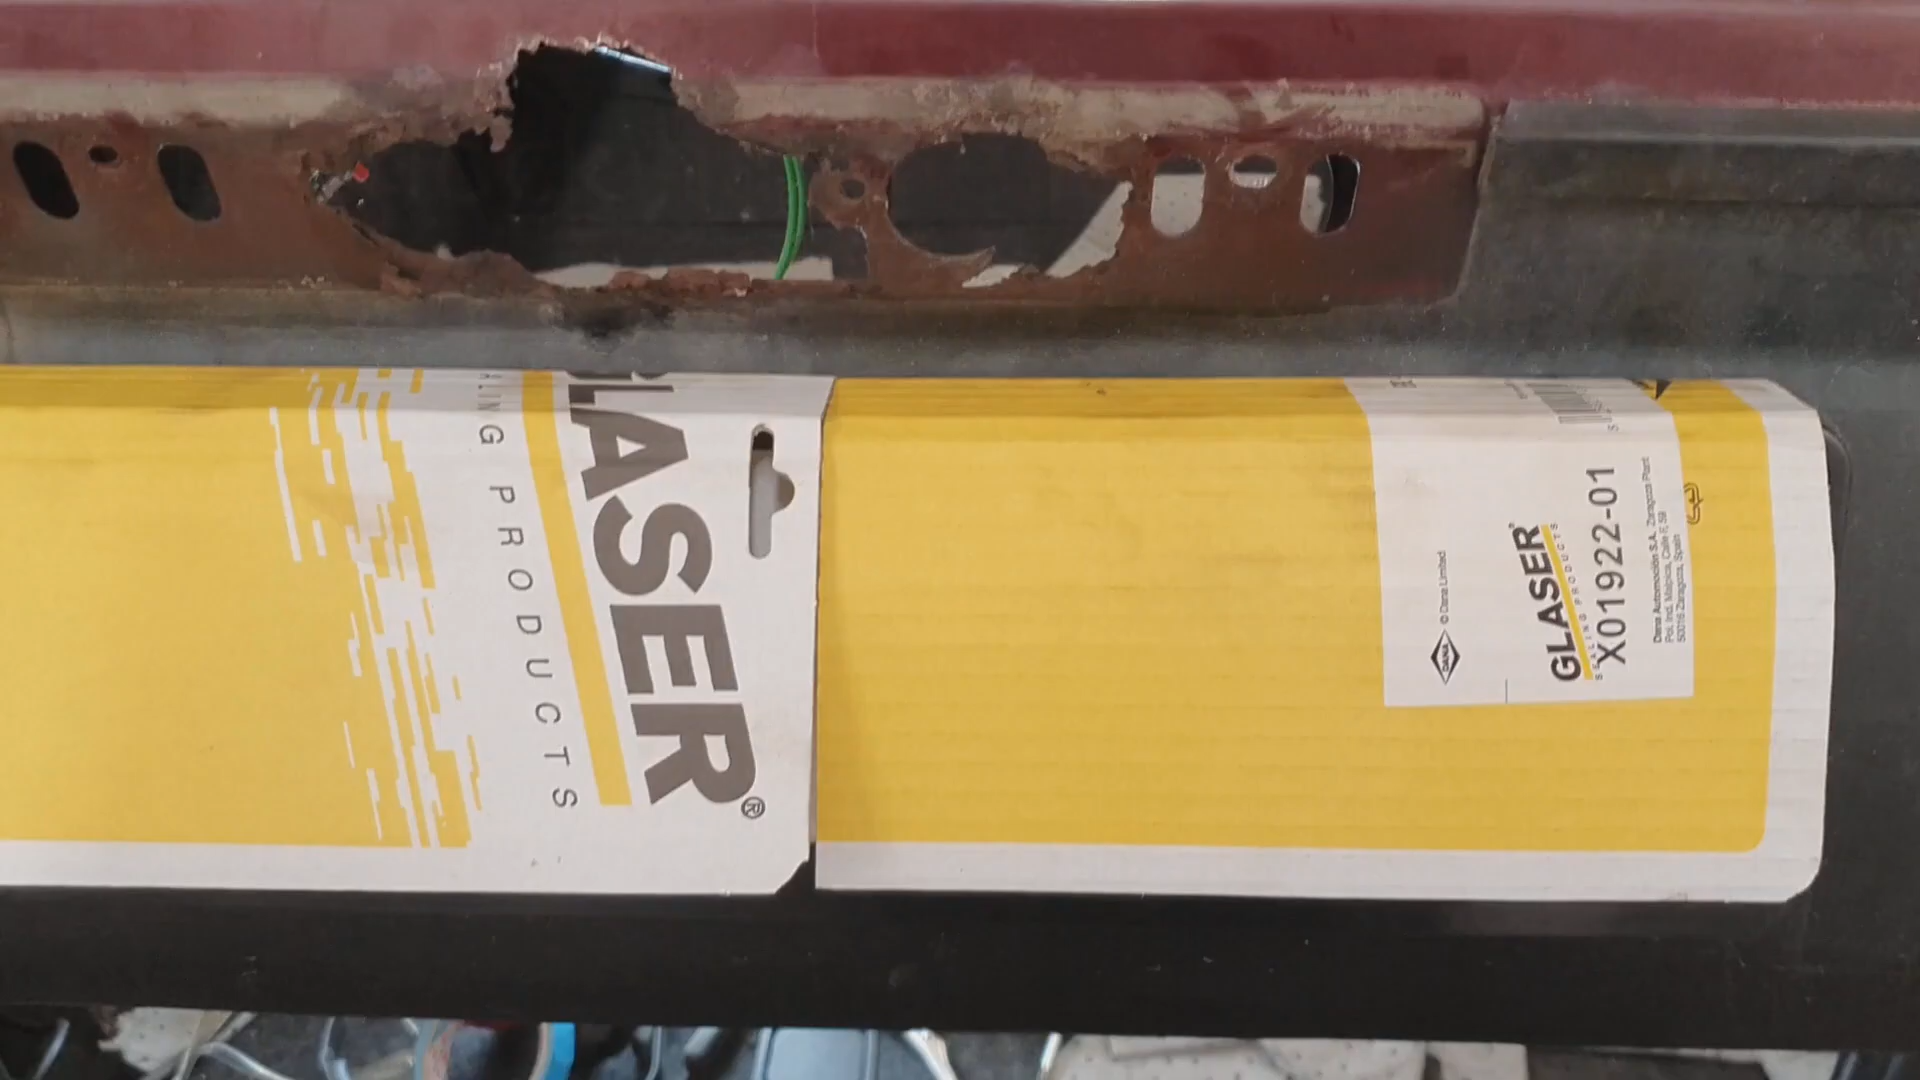 GLASER®
SEALING PRODUCTS
DANA
© Dana Limited
GLASER®
SEALING PRODUCTS
X01922-01
Dana Automoción S.A. Zaragoza Plant
Pol. Ind. Malpica, Calle F, 59
50016 Zaragoza, Spain